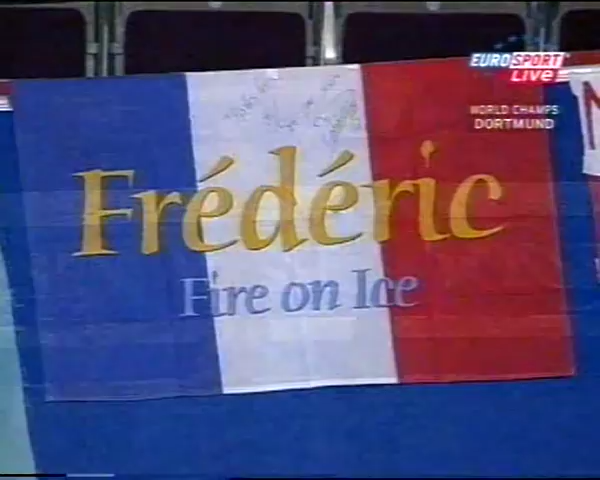 EUROSPORT
LIVE
WORLD CHAMPS
DORTMUND
Frédéric
Fire on Ice